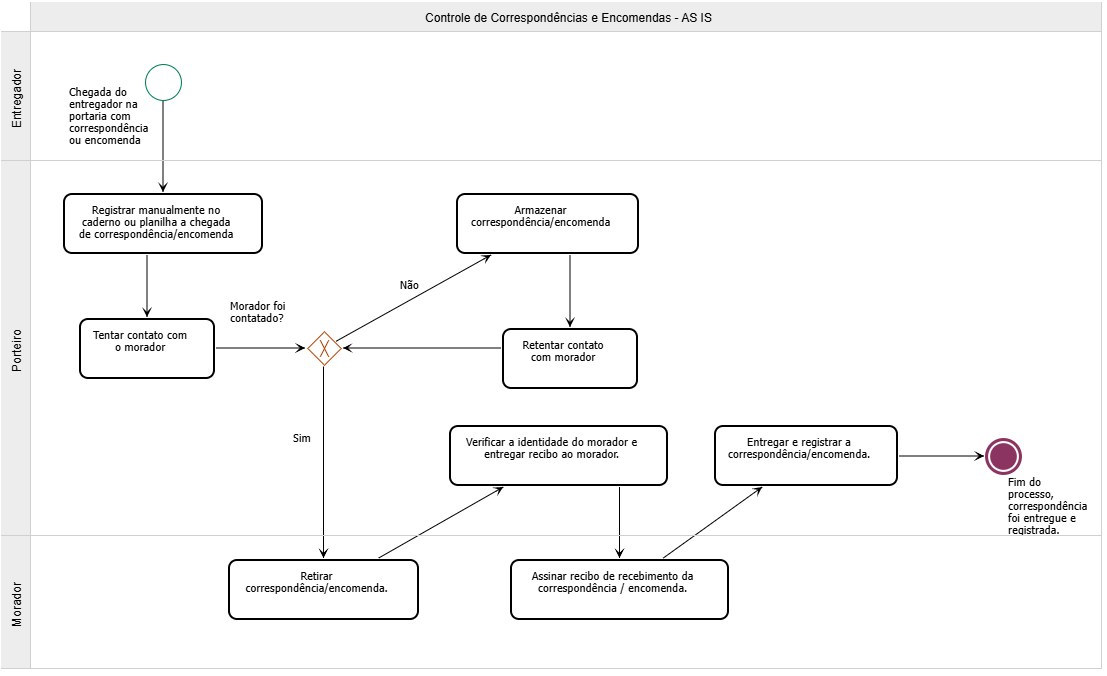 Controle de Correspondências e Encomendas - AS IS
Entregador
Chegada do
entregador na
portaria com
correspondência
ou encomenda
Porteiro
Registrar manualmente no
caderno ou planilha a chegada
de correspondência/encomenda
Armazenar
correspondência/encomenda
Não
Morador foi
contatado?
Tentar contato com
o morador
X
Retentar contato
com morador
Sim
Verificar a identidade do morador e
entregar recibo ao morador.
Entregar e registrar a
correspondência/encomenda.
Fim do
processo,
correspondência
foi entregue e
registrada.
Morador
Retirar
correspondência/encomenda.
Assinar recibo de recebimento da
correspondência / encomenda.